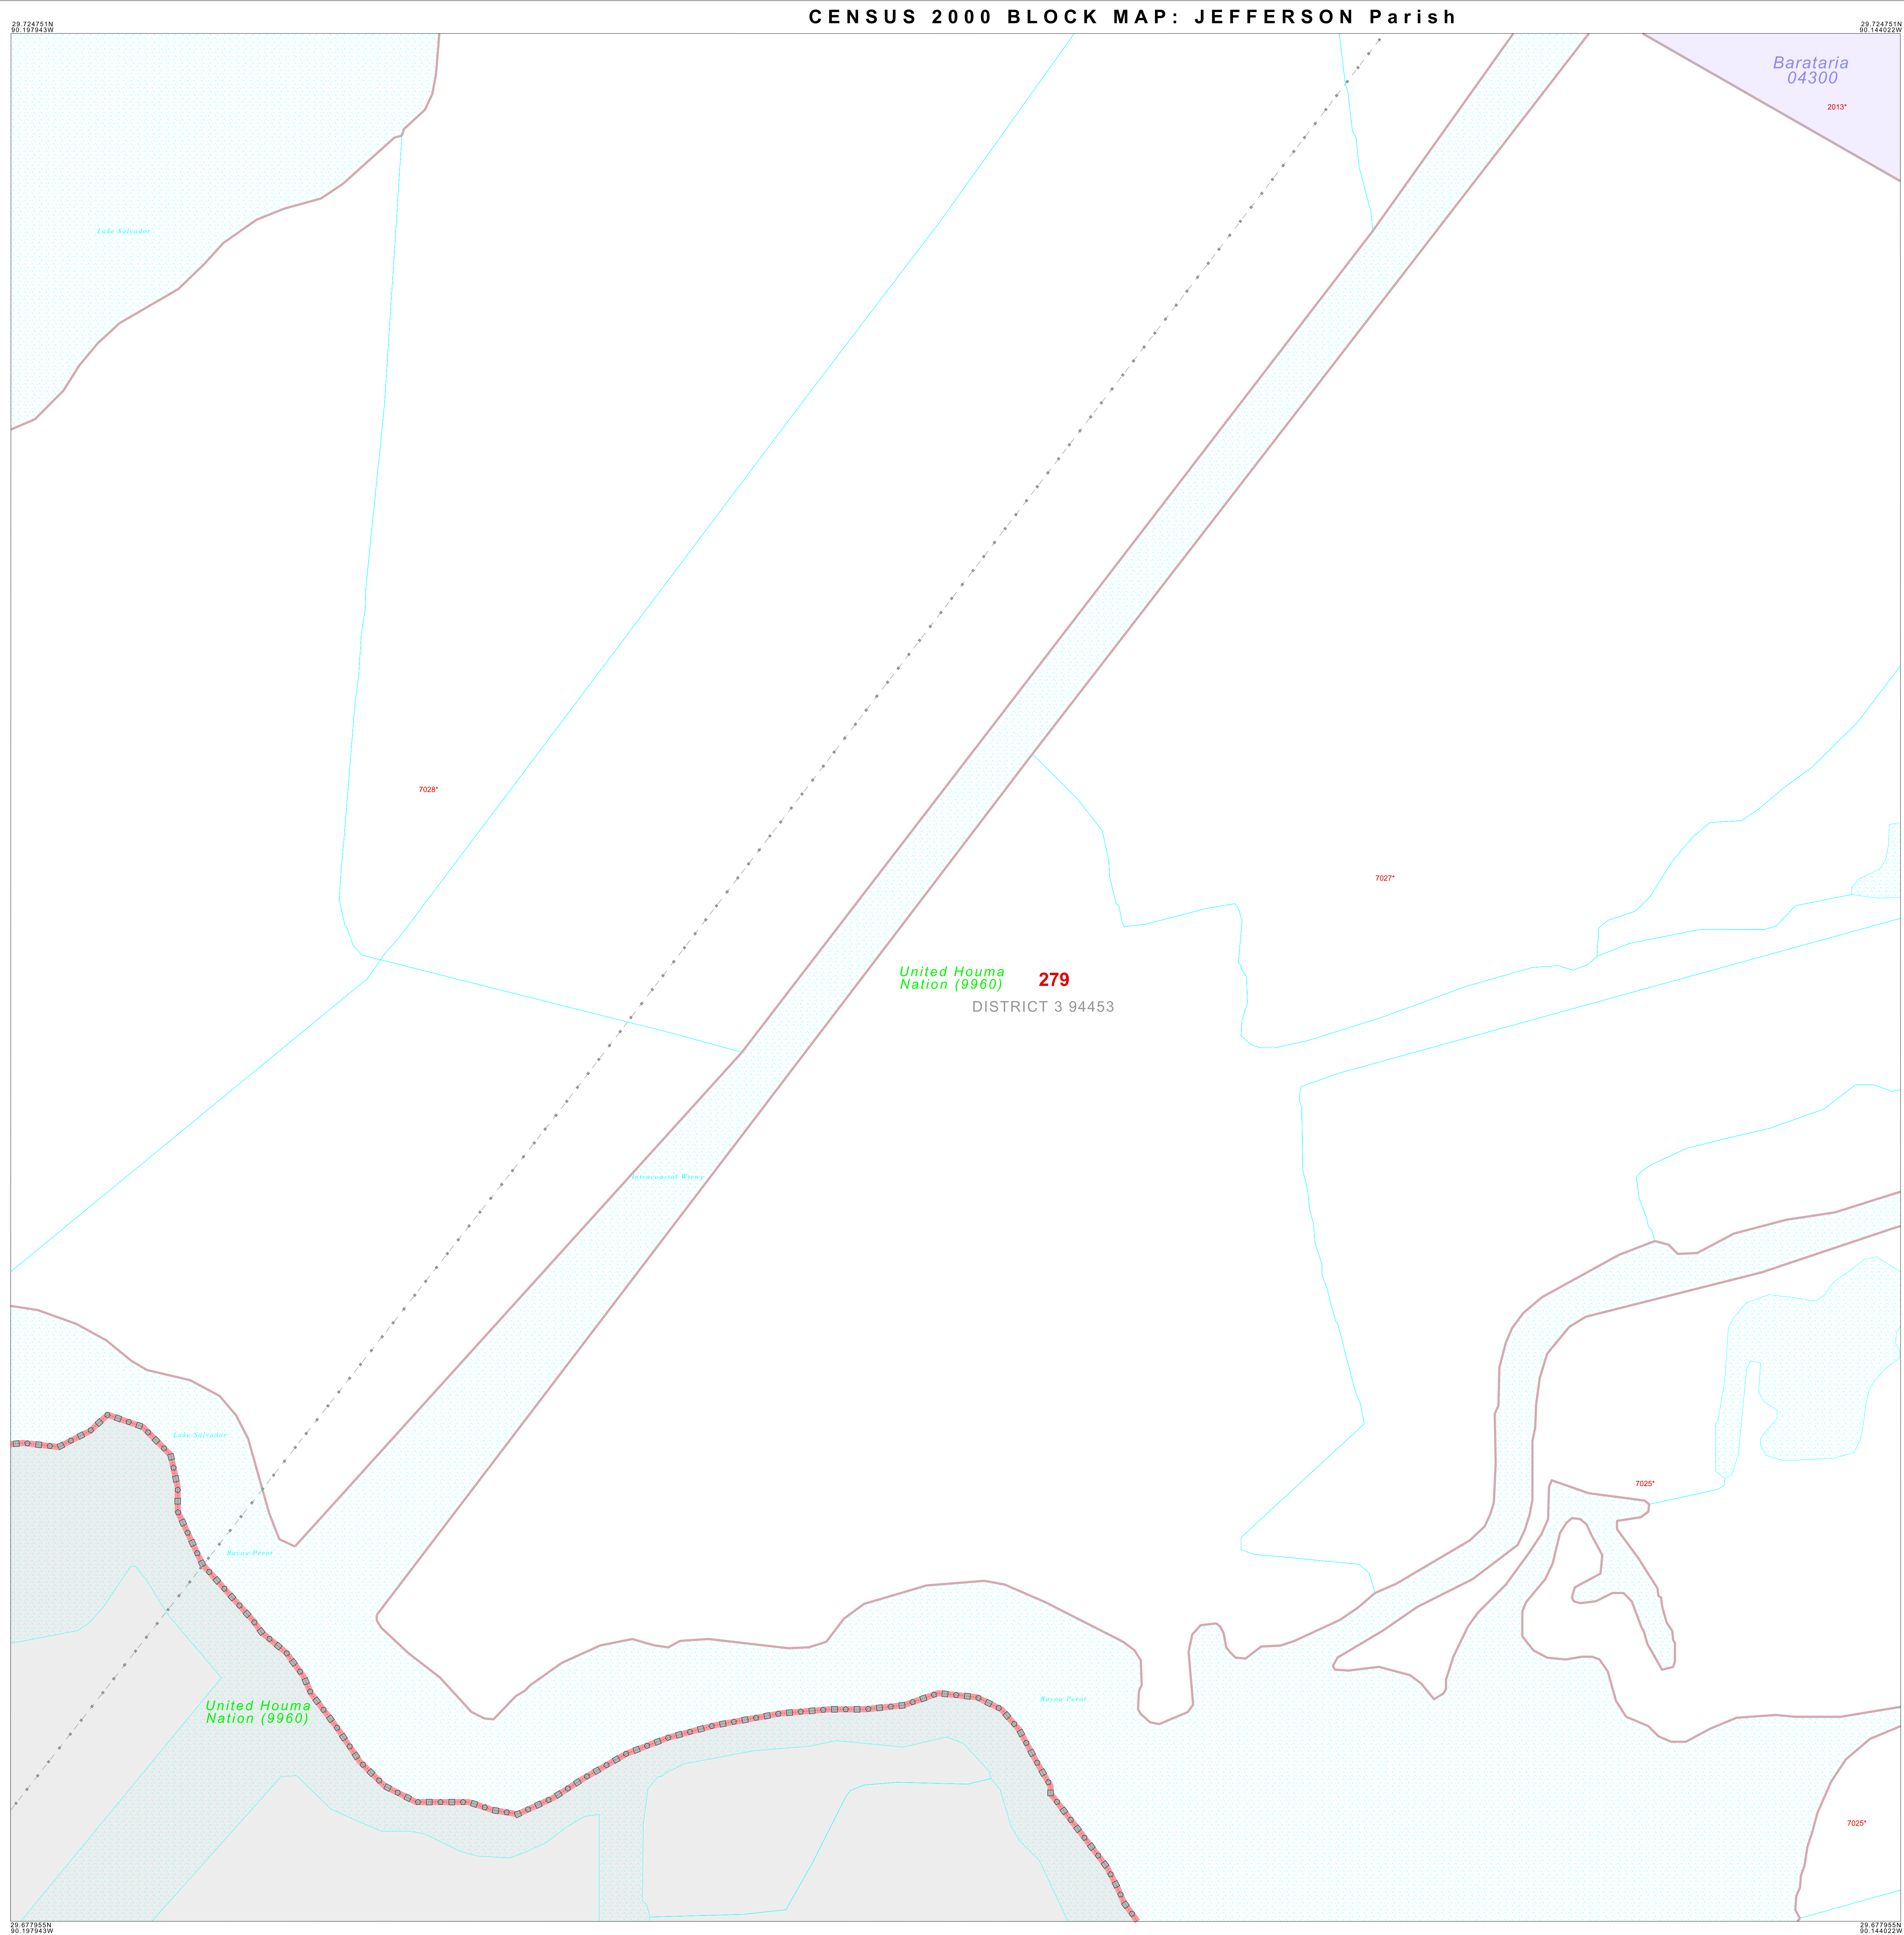 CENSUS 2000 BLOCK MAP: JEFFERSON Parish
29.724751N
90.197943W
29.724751N
90.144022W
Barataria
04300
2013*
Lake Salvador
7028*
7027*
United Houma
Nation (9960)
279
DISTRICT 3 94453
Intracoastal Wtrwy
Lake Salvador
7025*
Bayou Perot
Bayou Perot
United Houma
Nation (9960)
7025*
29.677955N
90.197943W
29.677955N
90.144022W